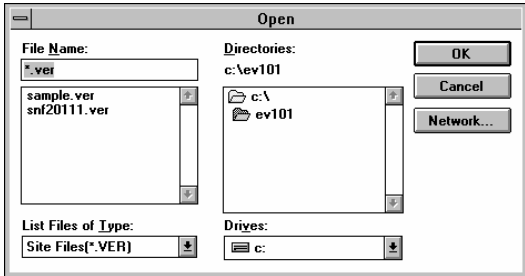 Open
File Name:
*.ver
sample.ver
snf20111.ver
List Files of Type:
Site Files(*.VER)
Directories:
c:\ev101
c:\
ev101
Drives:
c:
OK
Cancel
Network...